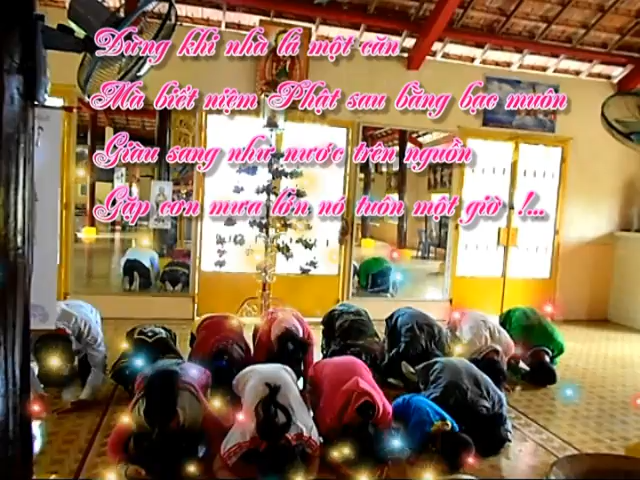 Dừng khi nhà lá một căn
Mà biết niệm Phật sau bằng bạc muôn
Giàu sang như nước trên nguồn
Gặp cơn mưa lớn nó tuôn một giờ !...